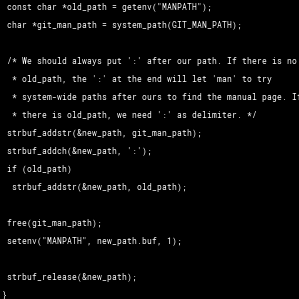 const char *old_path = getenv("MANPATH");
char *git_man_path = system_path(GIT_MAN_PATH);
/* We should always put ':' after our path. If there is no
* old_path, the ':' at the end will let 'man' to try
* system-wide paths after ours to find the manual page. If
* there is old_path, we need ':' as delimiter. */
strbuf_addstr(&new_path, git_man_path);
strbuf_addch(&new_path, ':');
if (old_path)
strbuf_addstr(&new_path, old_path);
free(git_man_path);
setenv("MANPATH", new_path.buf, 1);
strbuf_release(&new_path);
}